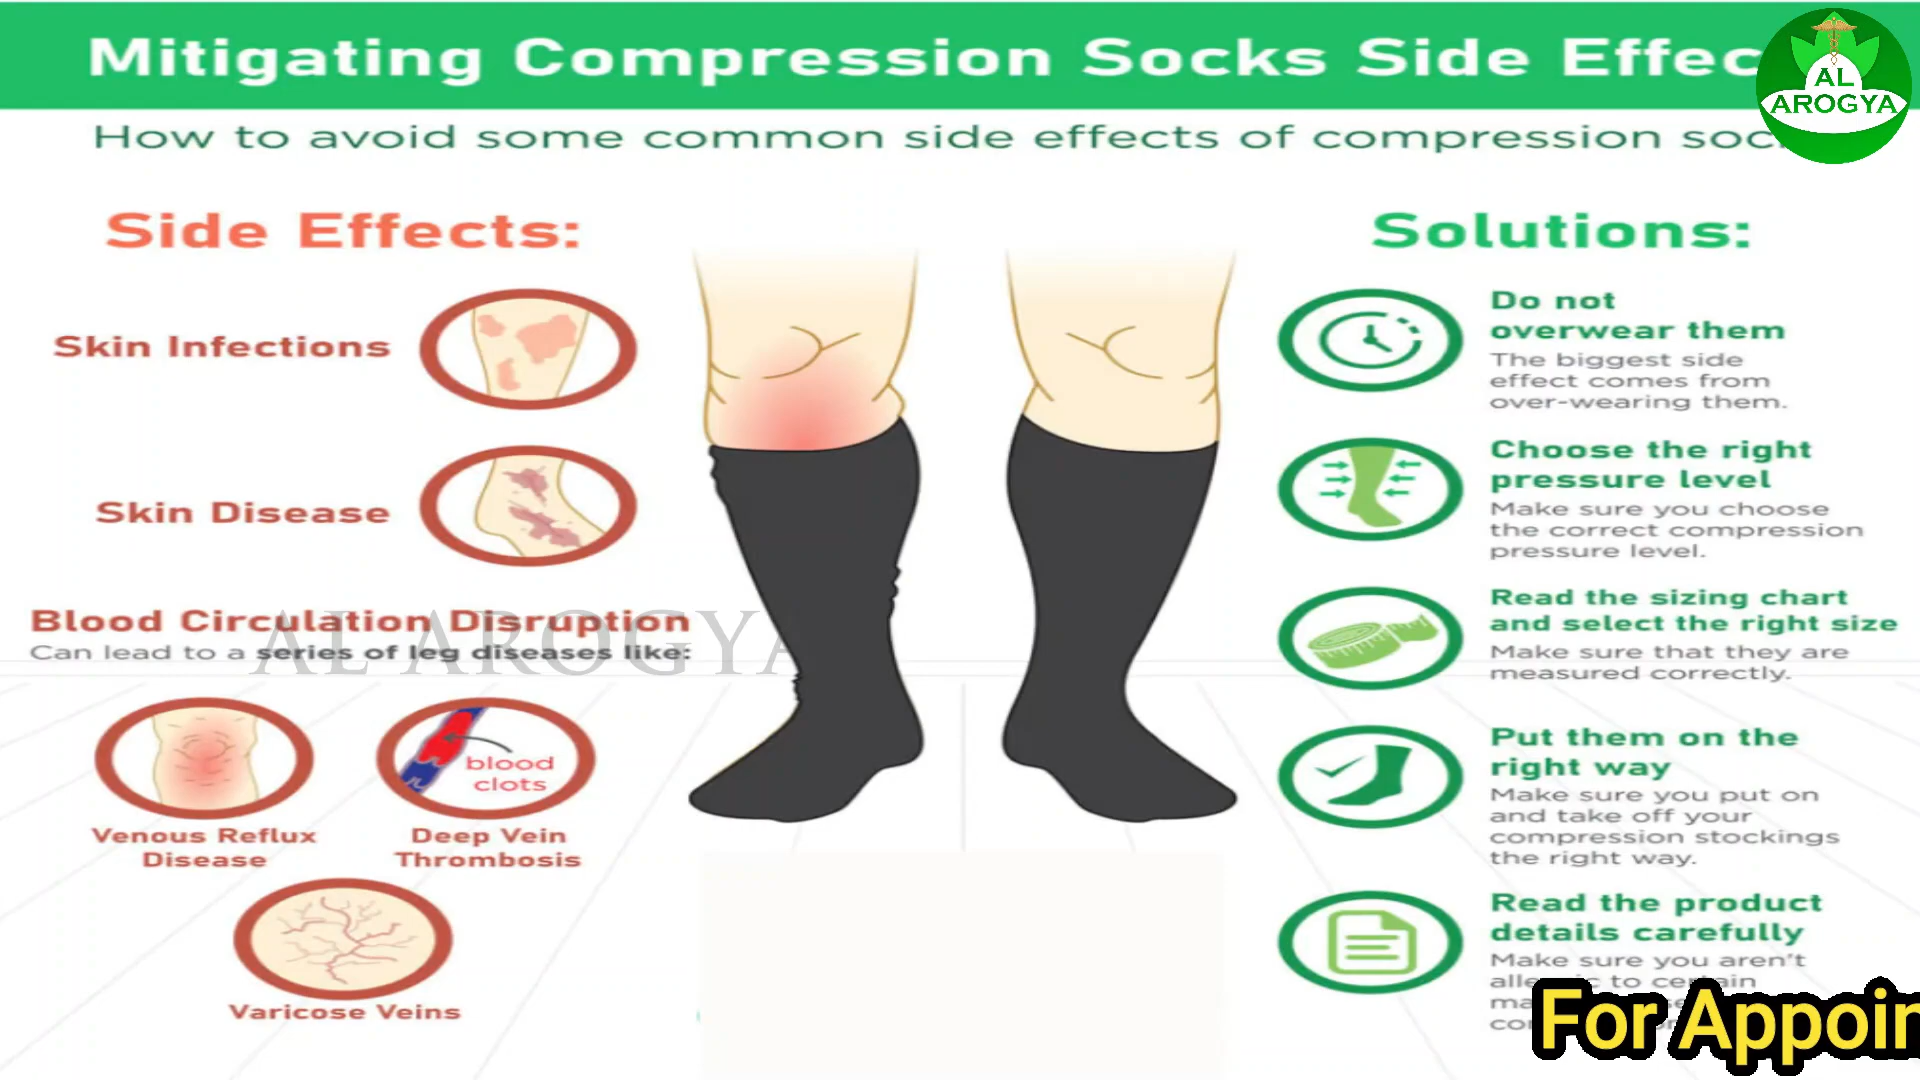 Mitigating Compression Socks Side
AL
AROGYA
How to avoid some common side effects of compression
Side Effects:
Skin Infections
Skin Disease
Blood Circulation Disruption
Can lead to a series of leg diseases like:
AL AROGYA
blood
clots
Venous Reflux
Disease
Deep Vein
Thrombosis
Varicose Veins
Solutions:
Do not
overwear them
The biggest side
effect comes from
over-wearing them.
Choose the right
pressure level
Make sure you choose
the correct compression
pressure level.
Read the sizing chart
and select the right size
Make sure that they are
measured correctly.
Put them on the
right way
Make sure you put on
and take off your
compression stockings
the right way.
Read the product
details carefully
Make sure you aren't
to
For